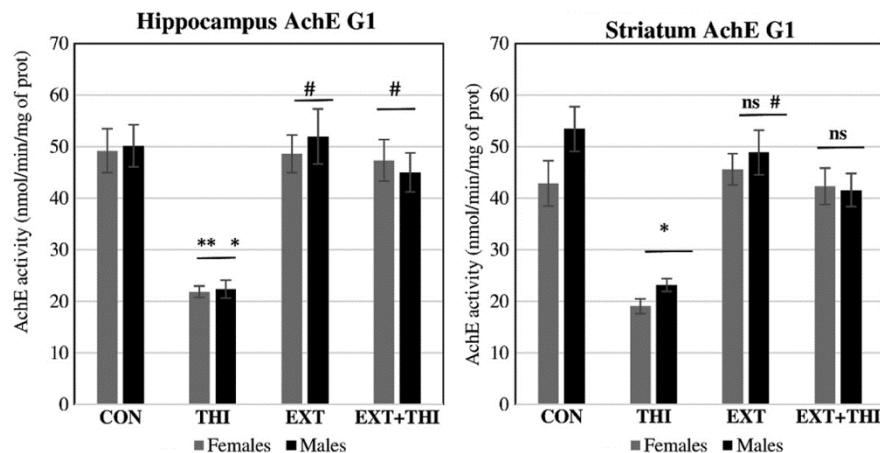 Hippocampus AchE G1
AchE activity (nmol/min/mg of prot)
70
60
50
40
30
20
10
0
** *
#
#
CON THI EXT EXT+THI
Females Males
Striatum AchE G1
AchE activity (nmol/min/mg of prot)
70
60
50
40
30
20
10
0
*
ns #
ns
CON THI EXT EXT+THI
Females Males